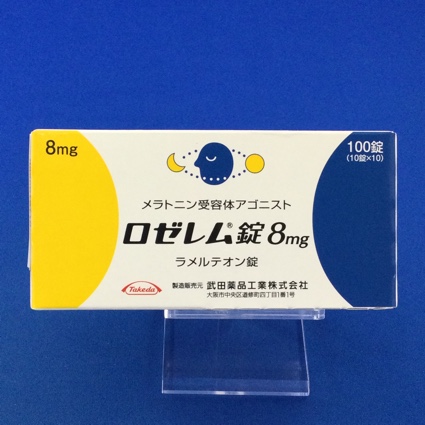 8mg
100錠
(10錠×10)
メラトニン受容体アゴニスト
ロゼレム®錠8mg
ラメルテオン錠
Takeda
製造販売元 武田薬品工業株式会社
大阪市中央区道修町四丁目1番1号